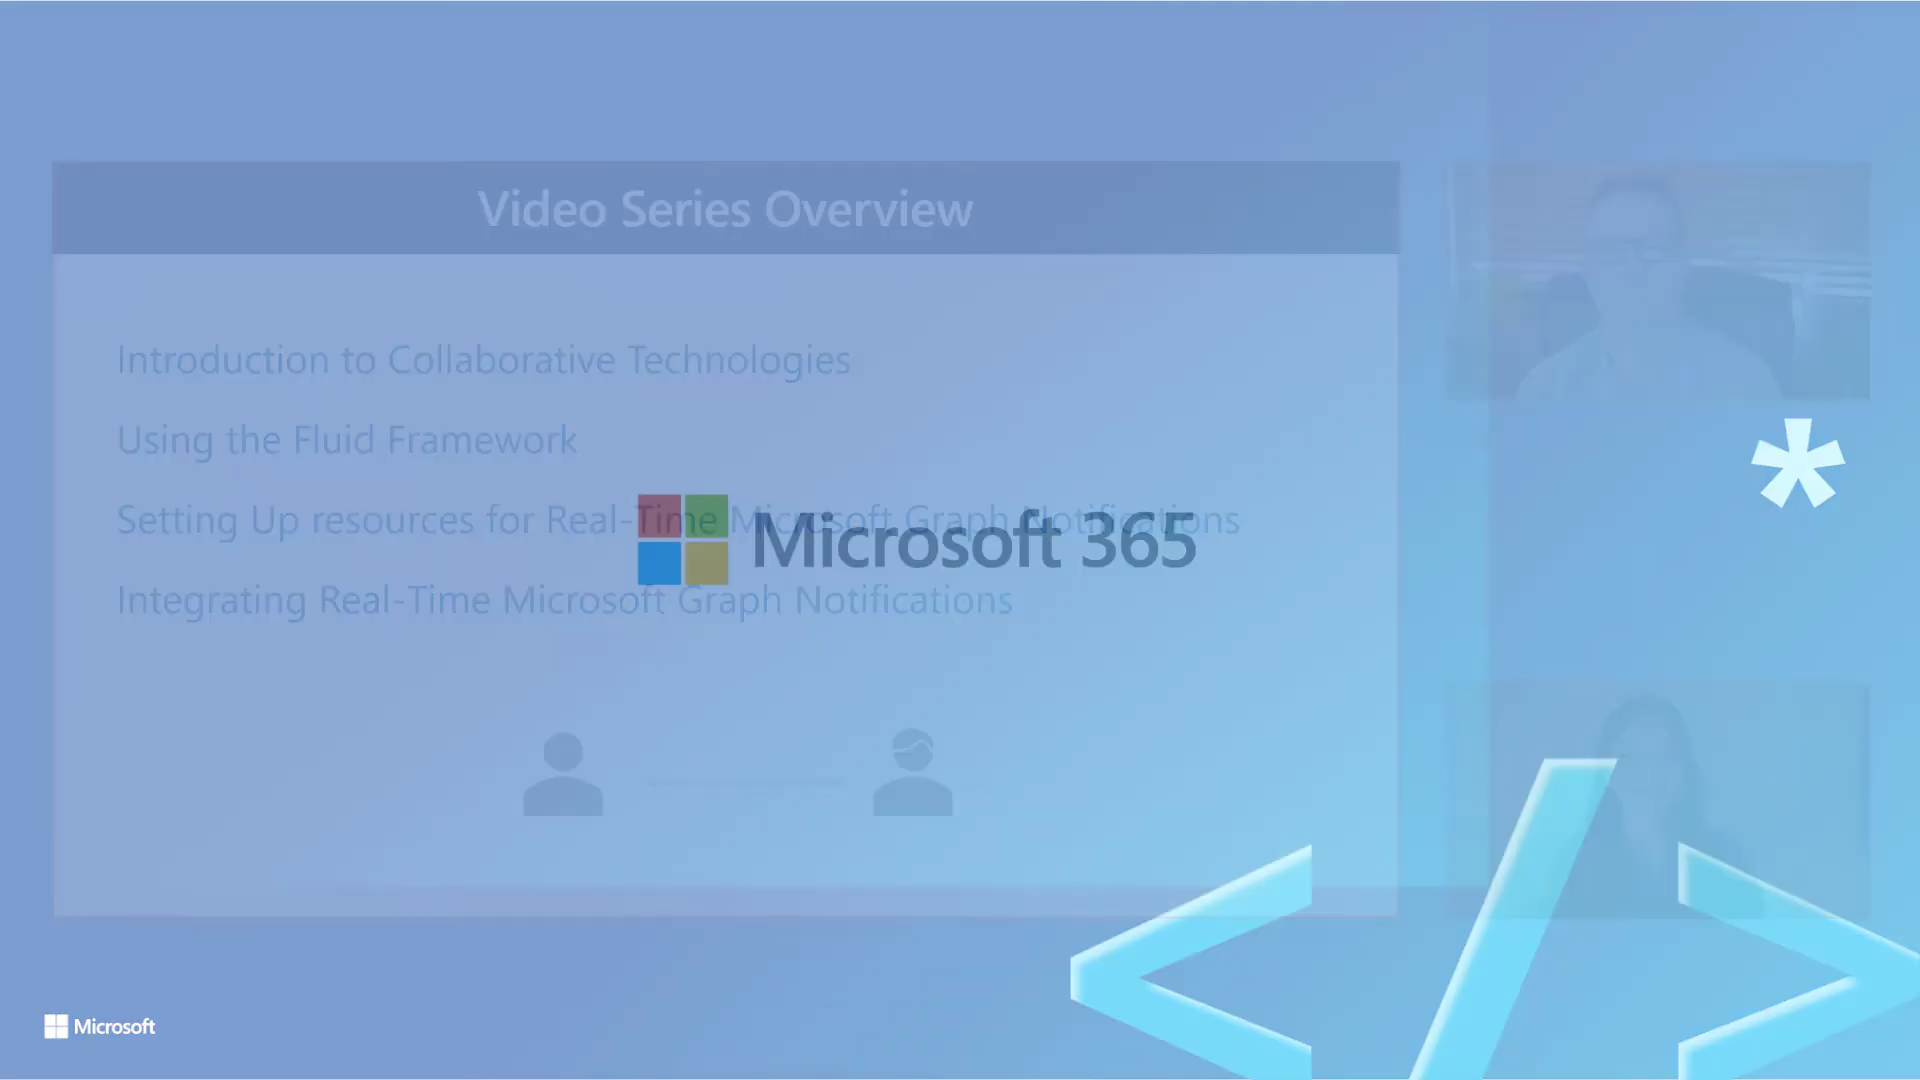 Video Series Overview
Introduction to Collaborative Technologies
Using the Fluid Framework
Setting Up resources for Real-Time Microsoft Graph Notifications
Microsoft 365
Integrating Real-Time Microsoft Graph Notifications
Microsoft